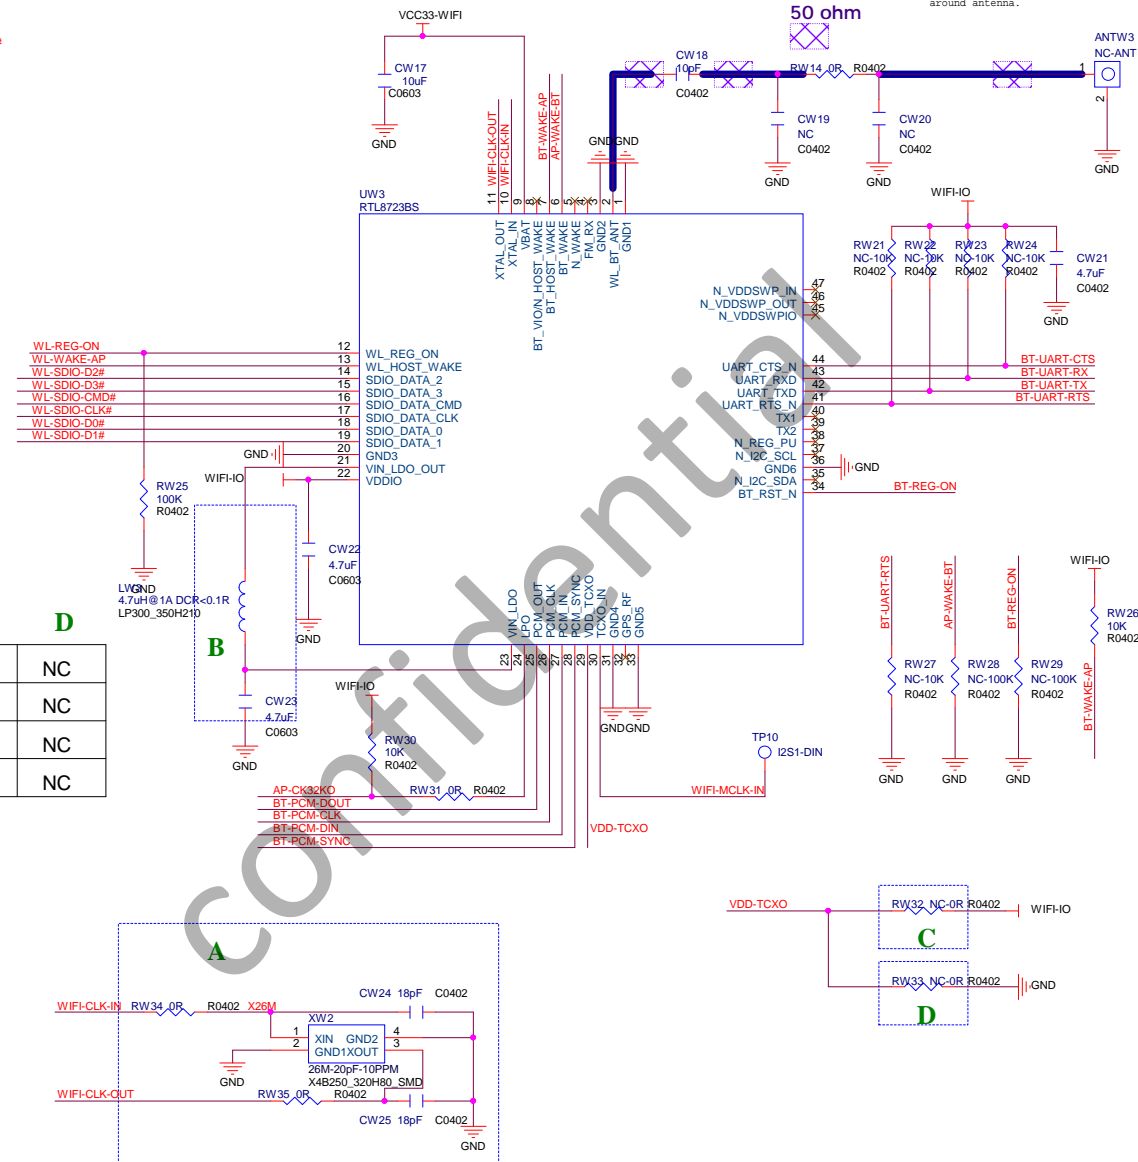 around antenna.
50 ohm
VCC33-WIFI
CW17
10uF
C0603
GND
CW18
10pF
C0402
RW14 0R R0402
ANTW3
NC-ANT
1
2
GND
CW19
NC
C0402
GND
CW20
NC
C0402
GND
WIFI-CLK-OUT
WIFI-CLK-IN
BT-WAKE-AP
AP-WAKE-BT
GND GND
UW3
RTL8723BS
11 10 9 8 7 6 5 4 3 2 1
XTAL_OUT
XTAL_IN
VBAT
BT_VIO/N_HOST_WAKE
BT_HOST_WAKE
BT_WAKE
N_WAKE
FM_RX
GND2
WL_BT_ANT
GND1
WIFI-IO
RW21
NC-10K
R0402
RW22
NC-10K
R0402
RW23
NC-10K
R0402
RW24
NC-10K
R0402
CW21
4.7uF
C0402
GND
N_VDDSWP_IN 47
N_VDDSWP_OUT 46
N_VDDSWPIO 45
WL-REG-ON 12 WL_REG_ON
WL-WAKE-AP 13 WL_HOST_WAKE
WL-SDIO-D2# 14 SDIO_DATA_2
WL-SDIO-D3# 15 SDIO_DATA_3
WL-SDIO-CMD# 16 SDIO_DATA_CMD
WL-SDIO-CLK# 17 SDIO_DATA_CLK
WL-SDIO-D0# 18 SDIO_DATA_0
WL-SDIO-D1# 19 SDIO_DATA_1
GND 20 GND3
21 VIN_LDO_OUT
WIFI-IO 22 VDDIO
UART_CTS_N 44 BT-UART-CTS
UART_RXD 43 BT-UART-RX
UART_TXD 42 BT-UART-TX
UART_RTS_N 41 BT-UART-RTS
TX1 40
TX2 39
N_REG_PU 38
N_I2C_SCL 37
GND6 36 GND
N_I2C_SDA 35
BT_RST_N 34 BT-REG-ON
confidential
RW25
100K
R0402
GND
LW3
4.7uH@1A DCR<0.1R
LP300_350H210
B
CW22
4.7uF
C0603
GND
CW23
4.7uF
C0603
GND
D
NC
NC
NC
NC
VIN_LDO
LPO
PCM_OUT
PCM_CLK
PCM_IN
PCM_SYNC
VDD_TCXO
TCXO_IN
GND4
GPS_RF
GND5
23 24 25 26 27 28 29 30 31 32 33
GND GND
WIFI-IO
RW30
10K
R0402
AP-CK32KO RW31 0R R0402
BT-PCM-DOUT
BT-PCM-CLK
BT-PCM-DIN
BT-PCM-SYNC
VDD-TCXO
WIFI-MCLK-IN
TP10
I2S1-DIN
BT-UART-RTS
RW27
NC-10K
R0402
GND
AP-WAKE-BT
RW28
NC-100K
R0402
GND
BT-REG-ON
RW29
NC-100K
R0402
GND
WIFI-IO
RW26
10K
R0402
BT-WAKE-AP
VDD-TCXO
RW32 NC-0R R0402 WIFI-IO
C
RW33 NC-0R R0402 GND
D
A
WIFI-CLK-IN RW34 0R R0402 X26M
CW24 18pF C0402
XW2
1 XIN GND2 4
2 GND1XOUT 3
GND
26M-20pF-10PPM
X4B250_320H80_SMD
WIFI-CLK-OUT RW35 0R R0402
CW25 18pF C0402
GND